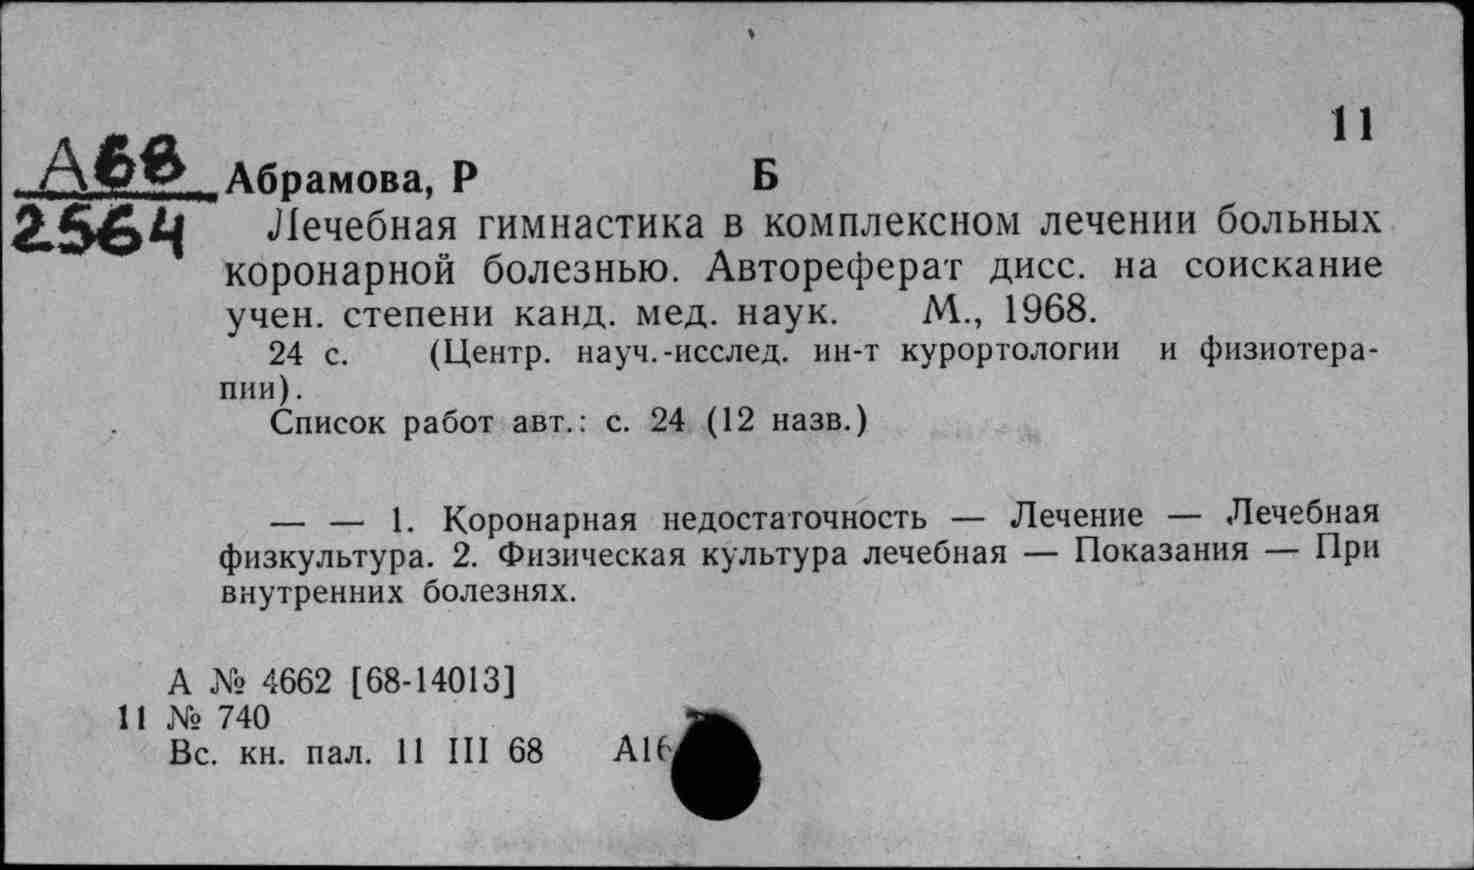 11
А68
2564
Абрамова, Р Б
Лечебная гимнастика в комплексном лечении больных
коронарной болезнью. Автореферат дисс. на соискание
учен. степени канд. мед. наук. М., 1968.
24 с. (Центр. науч.-исслед. ин-т курортологии и физиотера-
пии).
Список работ авт.: с. 24 (12 назв.)
— — 1. Коронарная недостаточность — Лечение — Лечебная
физкультура. 2. Физическая культура лечебная — Показания — При
внутренних болезнях.
А № 4662 [68-14013]
11 № 740
Вс. кн. пал. 11 III 68